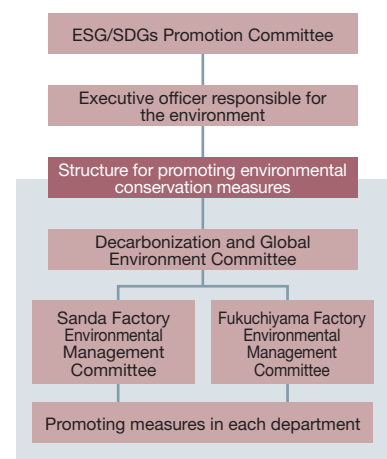 ESG/SDGs Promotion Committee
Executive officer responsible for
the environment
Structure for promoting environmental
conservation measures
Decarbonization and Global
Environment Committee
Sanda Factory
Environmental
Management
Committee
Fukuchiyama Factory
Environmental
Management
Committee
Promoting measures in each department